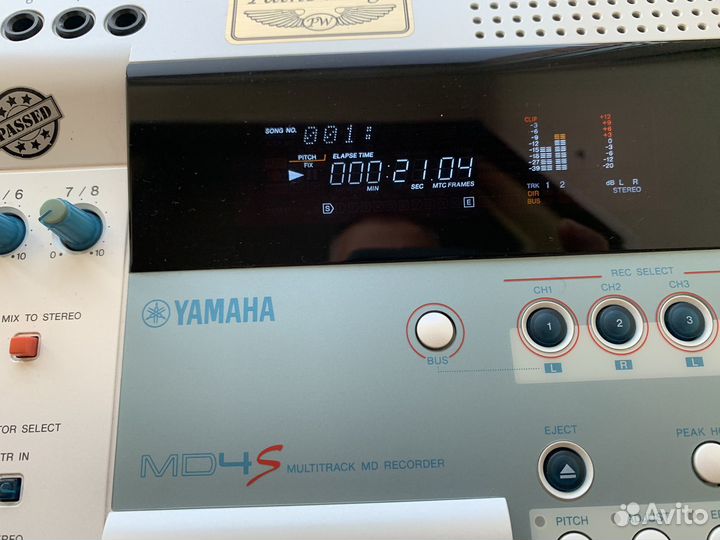 PW
PASSED
SONG NO. 001:
PITCH
FIX
ELAPSE TIME
000:21.04
MIN SEC MTC FRAMES
S E
CLIP
-3
-6
-9
-12
-15
-18
-39
TRK 1 2
CIR
BUS
+12
+9
+6
+3
0
-3
-6
-12
-20
dB L R
STEREO
/ 6
7 / 8
10
0 10
MIX TO STEREO
TOR SELECT
TR IN
EREO
YAMAHA
REC SELECT
CH1 CH2 CH3
1 2 3
BUS
L R L
MD4S MULTITRACK MD RECORDER
EJECT
PEAK H
PITCH
Avito